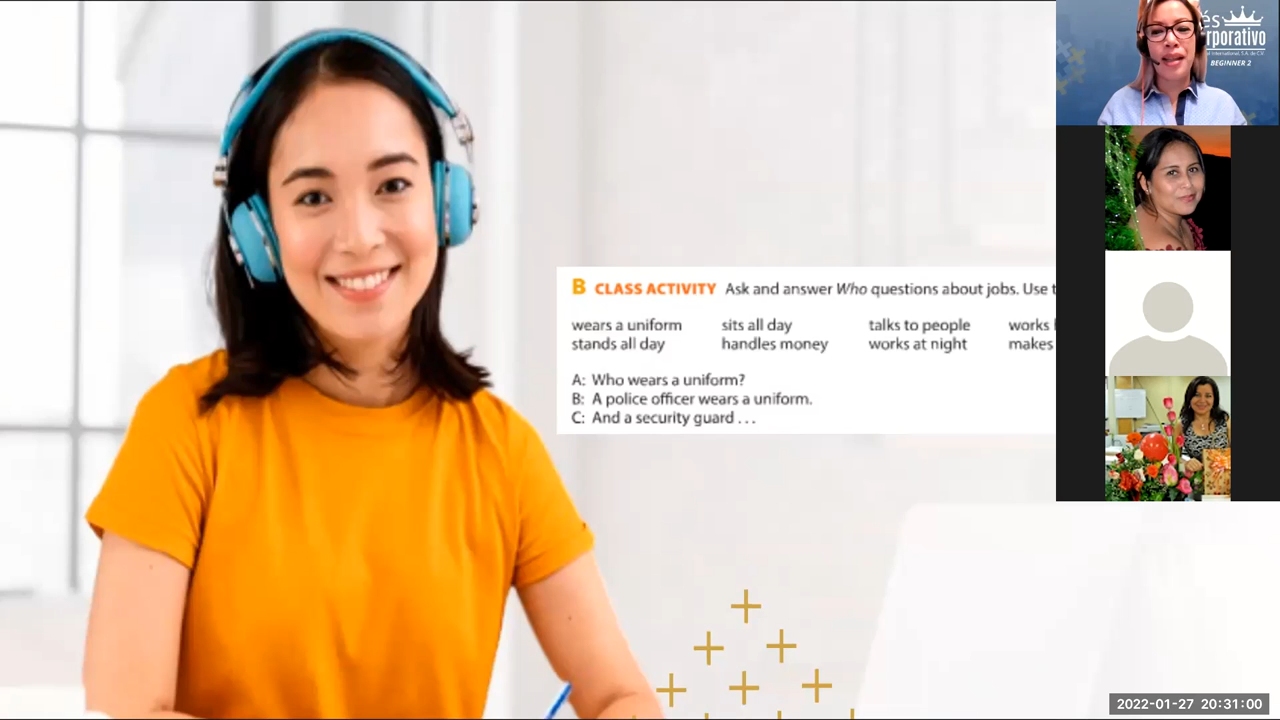 B CLASS ACTIVITY Ask and answer Who questions about jobs. Use
wears a uniform sits all day talks to people works
stands all day handles money works at night makes
A: Who wears a uniform?
B: A police officer wears a uniform.
C: And a security guard . . .
BEGINNER 2
2022-01-27 20:31:00